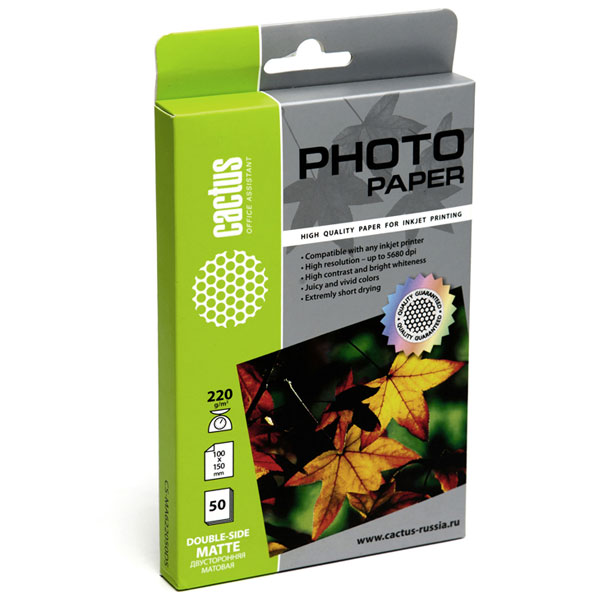 cactus
OFFICE ASSISTANT
PHOTO
PAPER
HIGH QUALITY PAPER FOR INKJET PRINTING
• Compatible with any inkjet printer
• High resolution – up to 5680 dpi
• High contrast and bright whiteness
• Juicy and vivid colors
• Extremly short drying
QUALITY GUARANTEED
QUALITY GUARANTEED
220
g/m²
100
x
150
mm
50
DOUBLE-SIDE
MATTE
ДВУСТОРОННЯЯ
МАТОВАЯ
www.cactus-russia.ru
CS-MA622050DS